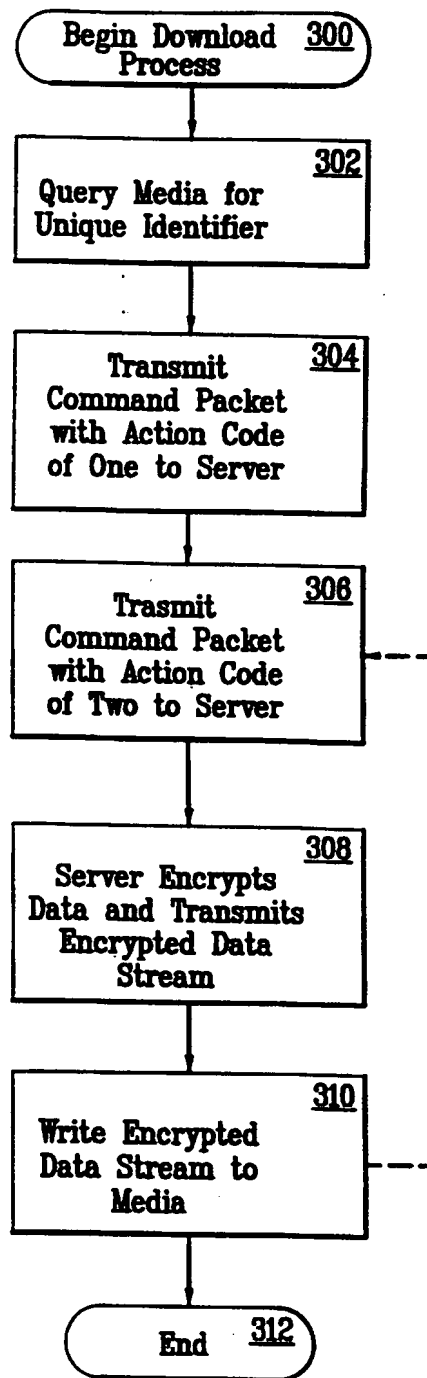 Begin Download 300
Process
302
Query Media for
Unique Identifier
304
Transmit
Command Packet
with Action Code
of One to Server
306
Trasmit
Command Packet
with Action Code
of Two to Server
308
Server Encrypts
Data and Transmits
Encrypted Data
Stream
310
Write Encrypted
Data Stream to
Media
End 312